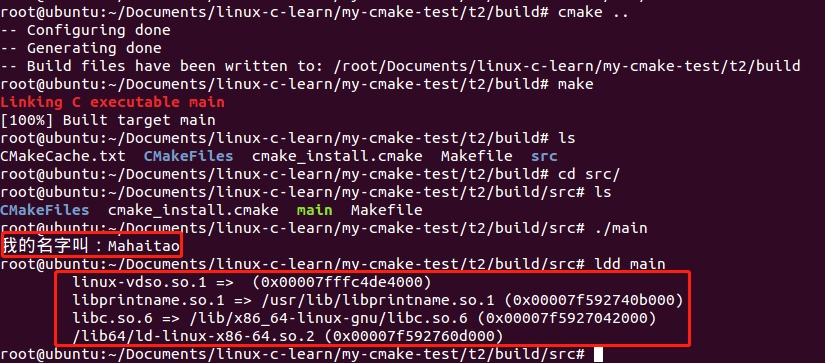 root@ubuntu:~/Documents/linux-c-learn/my-cmake-test/t2/build# cmake ..
-- Configuring done
-- Generating done
-- Build files have been written to: /root/Documents/linux-c-learn/my-cmake-test/t2/build
root@ubuntu:~/Documents/linux-c-learn/my-cmake-test/t2/build# make
Linking C executable main
[100%] Built target main
root@ubuntu:~/Documents/linux-c-learn/my-cmake-test/t2/build# ls
CMakeCache.txt  CMakeFiles  cmake_install.cmake  Makefile  src
root@ubuntu:~/Documents/linux-c-learn/my-cmake-test/t2/build# cd src/
root@ubuntu:~/Documents/linux-c-learn/my-cmake-test/t2/build/src# ls
CMakeFiles  cmake_install.cmake  main  Makefile
root@ubuntu:~/Documents/linux-c-learn/my-cmake-test/t2/build/src# ./main
我的名字叫：Mahaitao
root@ubuntu:~/Documents/linux-c-learn/my-cmake-test/t2/build/src# ldd main
linux-vdso.so.1 =>  (0x00007fffc4de4000)
libprintname.so.1 => /usr/lib/libprintname.so.1 (0x00007f592740b000)
libc.so.6 => /lib/x86_64-linux-gnu/libc.so.6 (0x00007f5927042000)
/lib64/ld-linux-x86-64.so.2 (0x00007f592760d000)
root@ubuntu:~/Documents/linux-c-learn/my-cmake-test/t2/build/src#